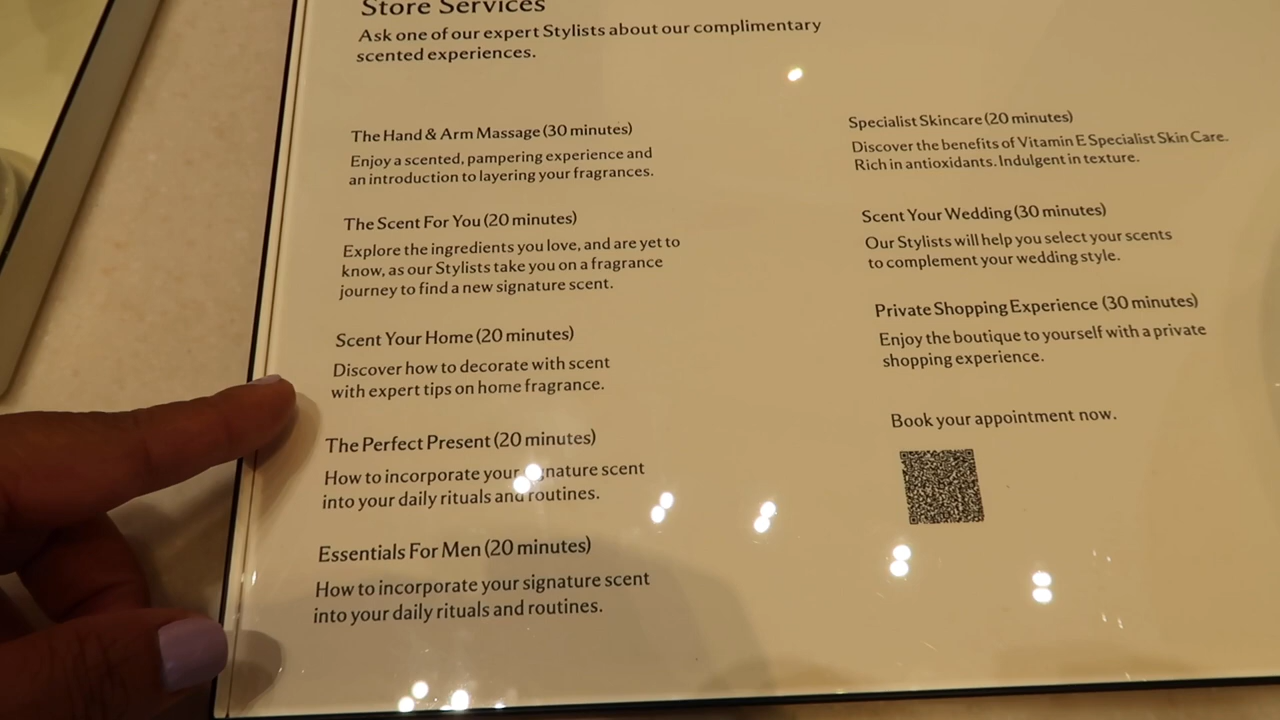 Store Services
Ask one of our expert Stylists about our complimentary
scented experiences.
The Hand & Arm Massage (30 minutes)
Enjoy a scented, pampering experience and
an introduction to layering your fragrances.
The Scent For You (20 minutes)
Explore the ingredients you love, and are yet to
know, as our Stylists take you on a fragrance
journey to find a new signature scent.
Scent Your Home (20 minutes)
Discover how to decorate with scent
with expert tips on home fragrance.
The Perfect Present (20 minutes)
How to incorporate your signature scent
into your daily rituals and routines.
Essentials For Men (20 minutes)
How to incorporate your signature scent
into your daily rituals and routines.
Specialist Skincare (20 minutes)
Discover the benefits of Vitamin E Specialist Skin Care.
Rich in antioxidants. Indulgent in texture.
Scent Your Wedding (30 minutes)
Our Stylists will help you select your scents
to complement your wedding style.
Private Shopping Experience (30 minutes)
Enjoy the boutique to yourself with a private
shopping experience.
Book your appointment now.